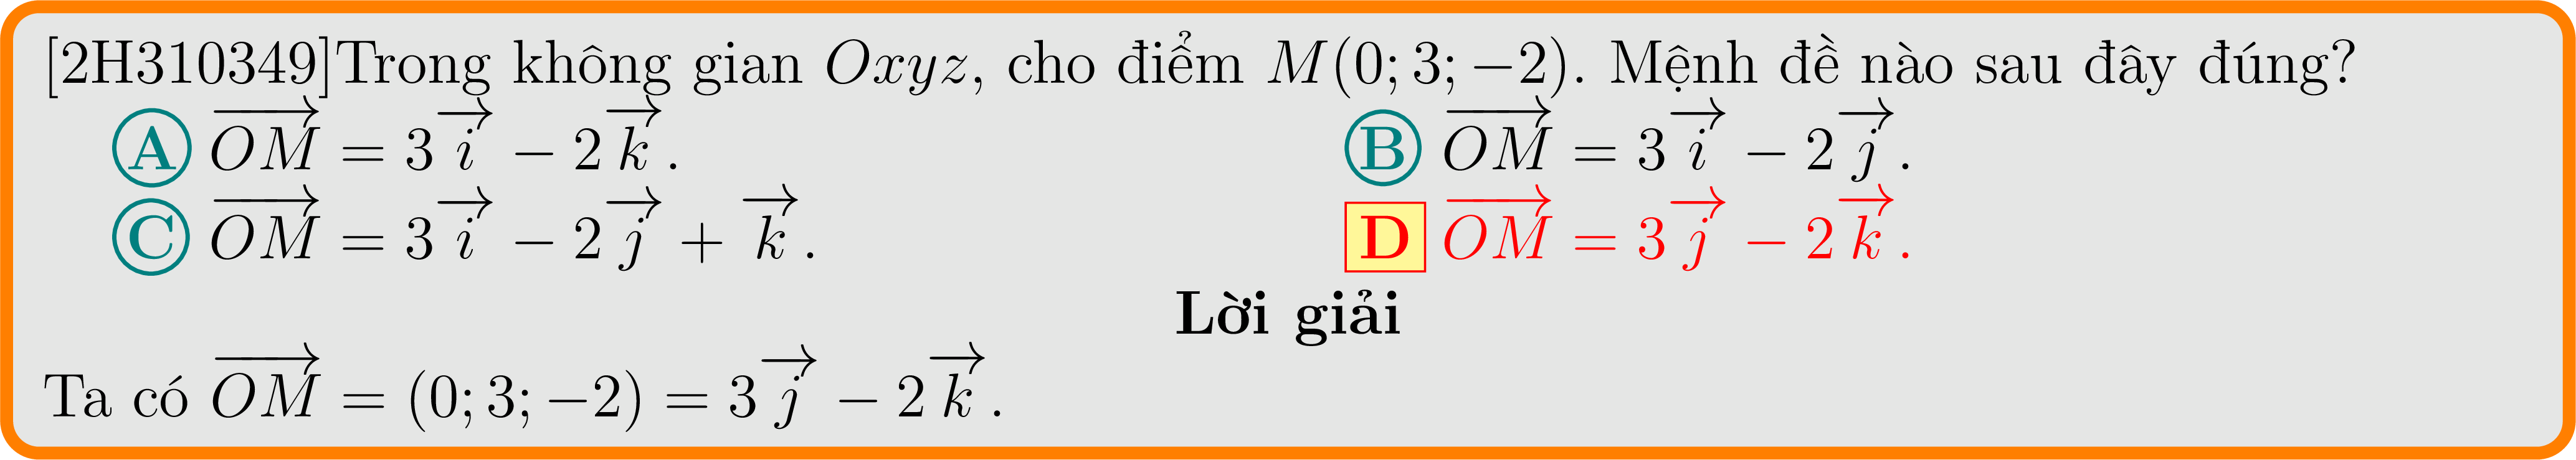 [2H310349]Trong không gian Oxyz, cho điểm M(0; 3; −2). Mệnh đề nào sau đây đúng?
A $\overrightarrow{OM} = 3\overrightarrow{i} - 2\overrightarrow{k}$. B $\overrightarrow{OM} = 3\overrightarrow{i} - 2\overrightarrow{j}$.
C $\overrightarrow{OM} = 3\overrightarrow{i} - 2\overrightarrow{j} + \overrightarrow{k}$. D $\overrightarrow{OM} = 3\overrightarrow{j} - 2\overrightarrow{k}$.
Lời giải
Ta có $\overrightarrow{OM} = (0; 3; -2) = 3\overrightarrow{j} - 2\overrightarrow{k}$.